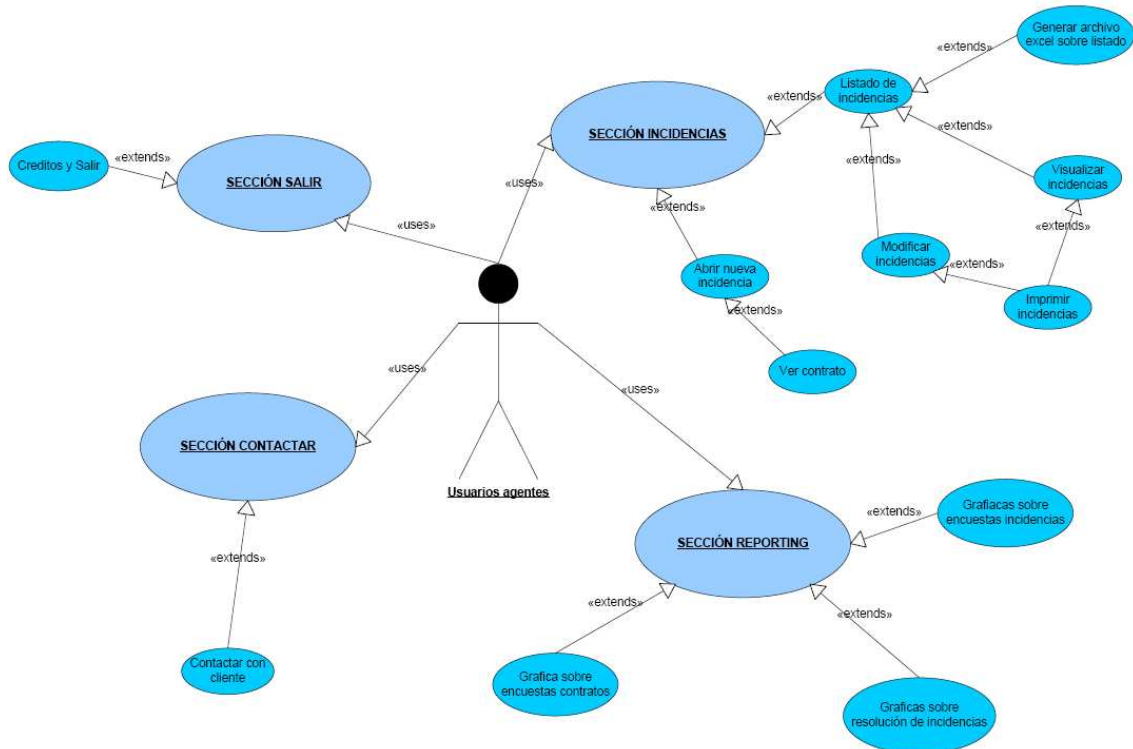 Generar archivo
excel sobre listado
«extends»
Listado de
incidencias
«extends»
SECCIÓN INCIDENCIAS
«extends»
Creditos y Salir
«extends»
SECCIÓN SALIR
«extends»
Visualizar
incidencias
«uses»
«extends»
«uses»
«extends»
Modificar
incidencias
«extends»
Abrir nueva
incidencia
Imprimir
incidencias
«extends»
Ver contrato
«uses»
«uses»
SECCIÓN CONTACTAR
Usuarios agentes
Grafiacas sobre
encuestas incidencias
«extends»
SECCIÓN REPORTING
«extends»
«extends»
«extends»
Contactar con
cliente
Grafica sobre
encuestas contratos
Graficas sobre
resolución de incidencias